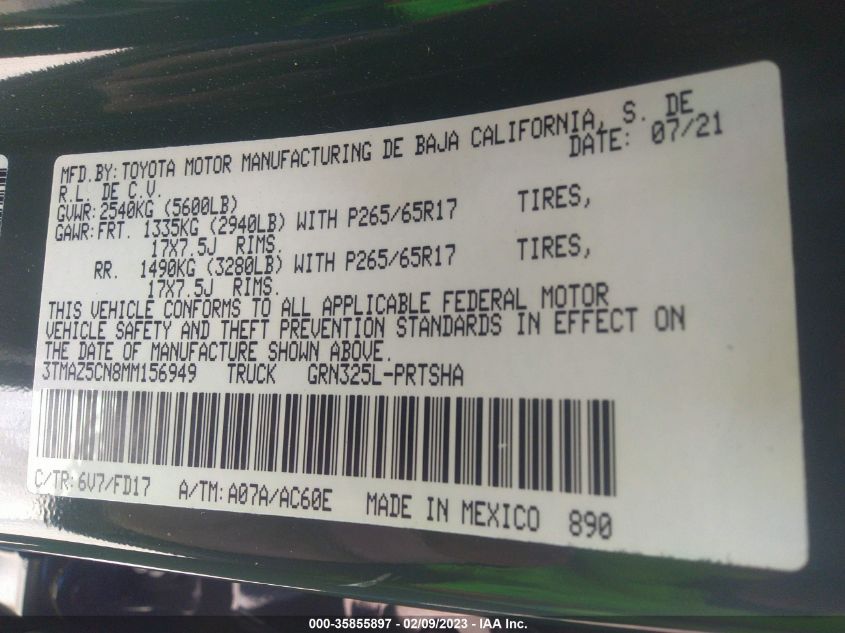 MFD.BY:TOYOTA MOTOR MANUFACTURING DE BAJA CALIFORNIA, S. DE
R.L. DE C.V. DATE: 07/21
GVWR:2540KG (5600LB)
GAWR:FRT. 1335KG (2940LB) WITH P265/65R17 TIRES,
17X7.5J RIMS.
RR. 1490KG (3280LB) WITH P265/65R17 TIRES,
17X7.5J RIMS.
THIS VEHICLE CONFORMS TO ALL APPLICABLE FEDERAL MOTOR
VEHICLE SAFETY AND THEFT PREVENTION STANDARDS IN EFFECT ON
THE DATE OF MANUFACTURE SHOWN ABOVE.
3TMAZ5CN8MM156949 TRUCK GRN325L-PRTSHA
C/TR:6V7/FD17 A/TM:A07A/AC60E MADE IN MEXICO 890
000-35855897 - 02/09/2023 - IAA Inc.